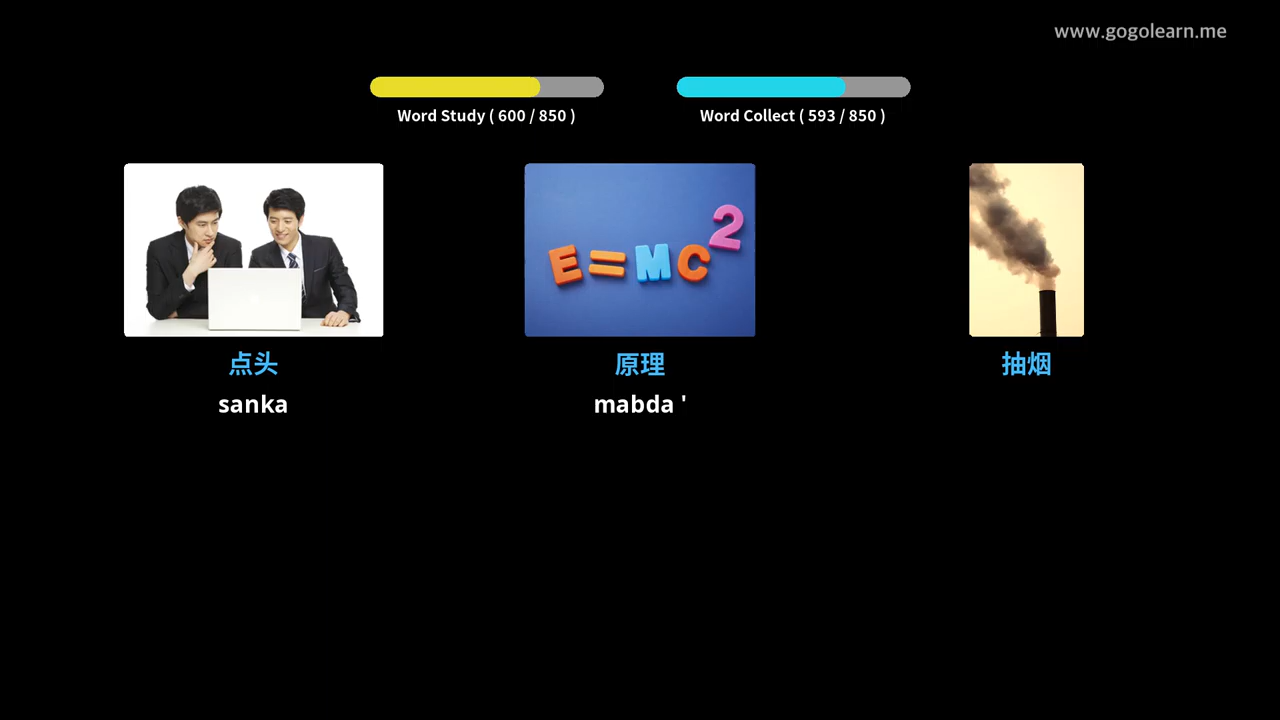 www.gogolearn.me
Word Study ( 600 / 850 )
Word Collect ( 593 / 850 )
E=MC2
点头
原理
抽烟
sanka
mabda '